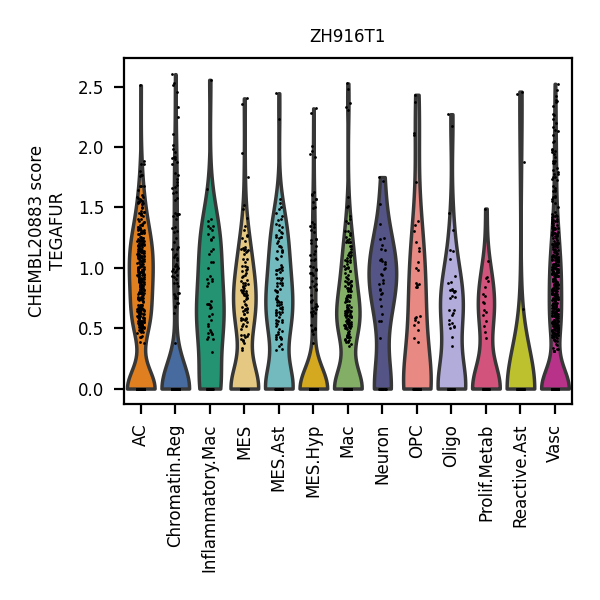 ZH916T1
CHEMBL20883 score
TEGAFUR
2.5
2.0
1.5
1.0
0.5
0.0
AC
Chromatin.Reg
Inflammatory.Mac
MES
MES.Ast
MES.Hyp
Mac
Neuron
OPC
Oligo
Prolif.Metab
Reactive.Ast
Vasc